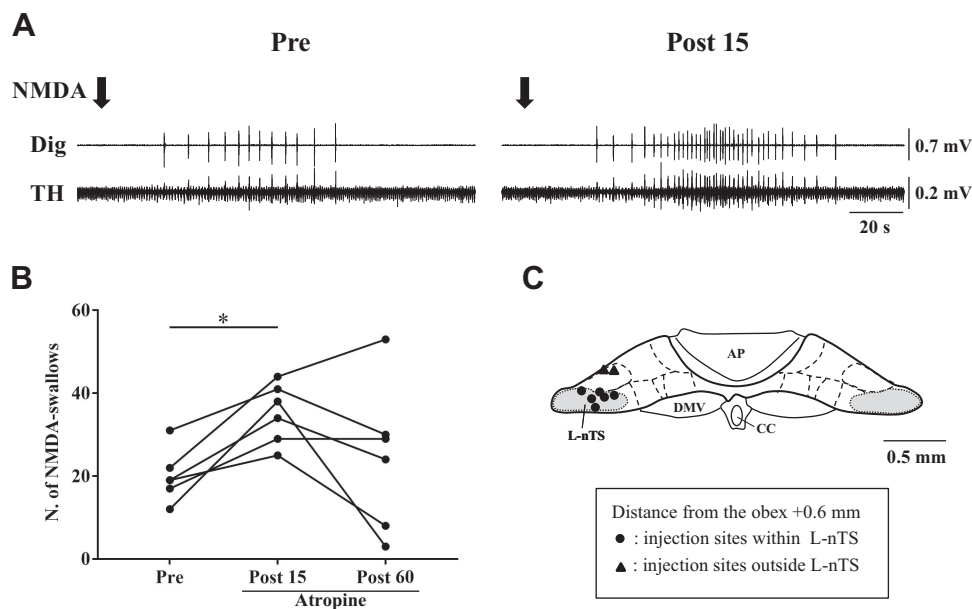 A
Pre
Post 15
NMDA
Dig
0.7 mV
TH
0.2 mV
20 s
B
N. of NMDA-swallows
60
*
40
20
0
Pre
Post 15
Post 60
Atropine
C
AP
DMV
L-nTS
CC
0.5 mm
Distance from the obex +0.6 mm
● : injection sites within L-nTS
▲ : injection sites outside L-nTS